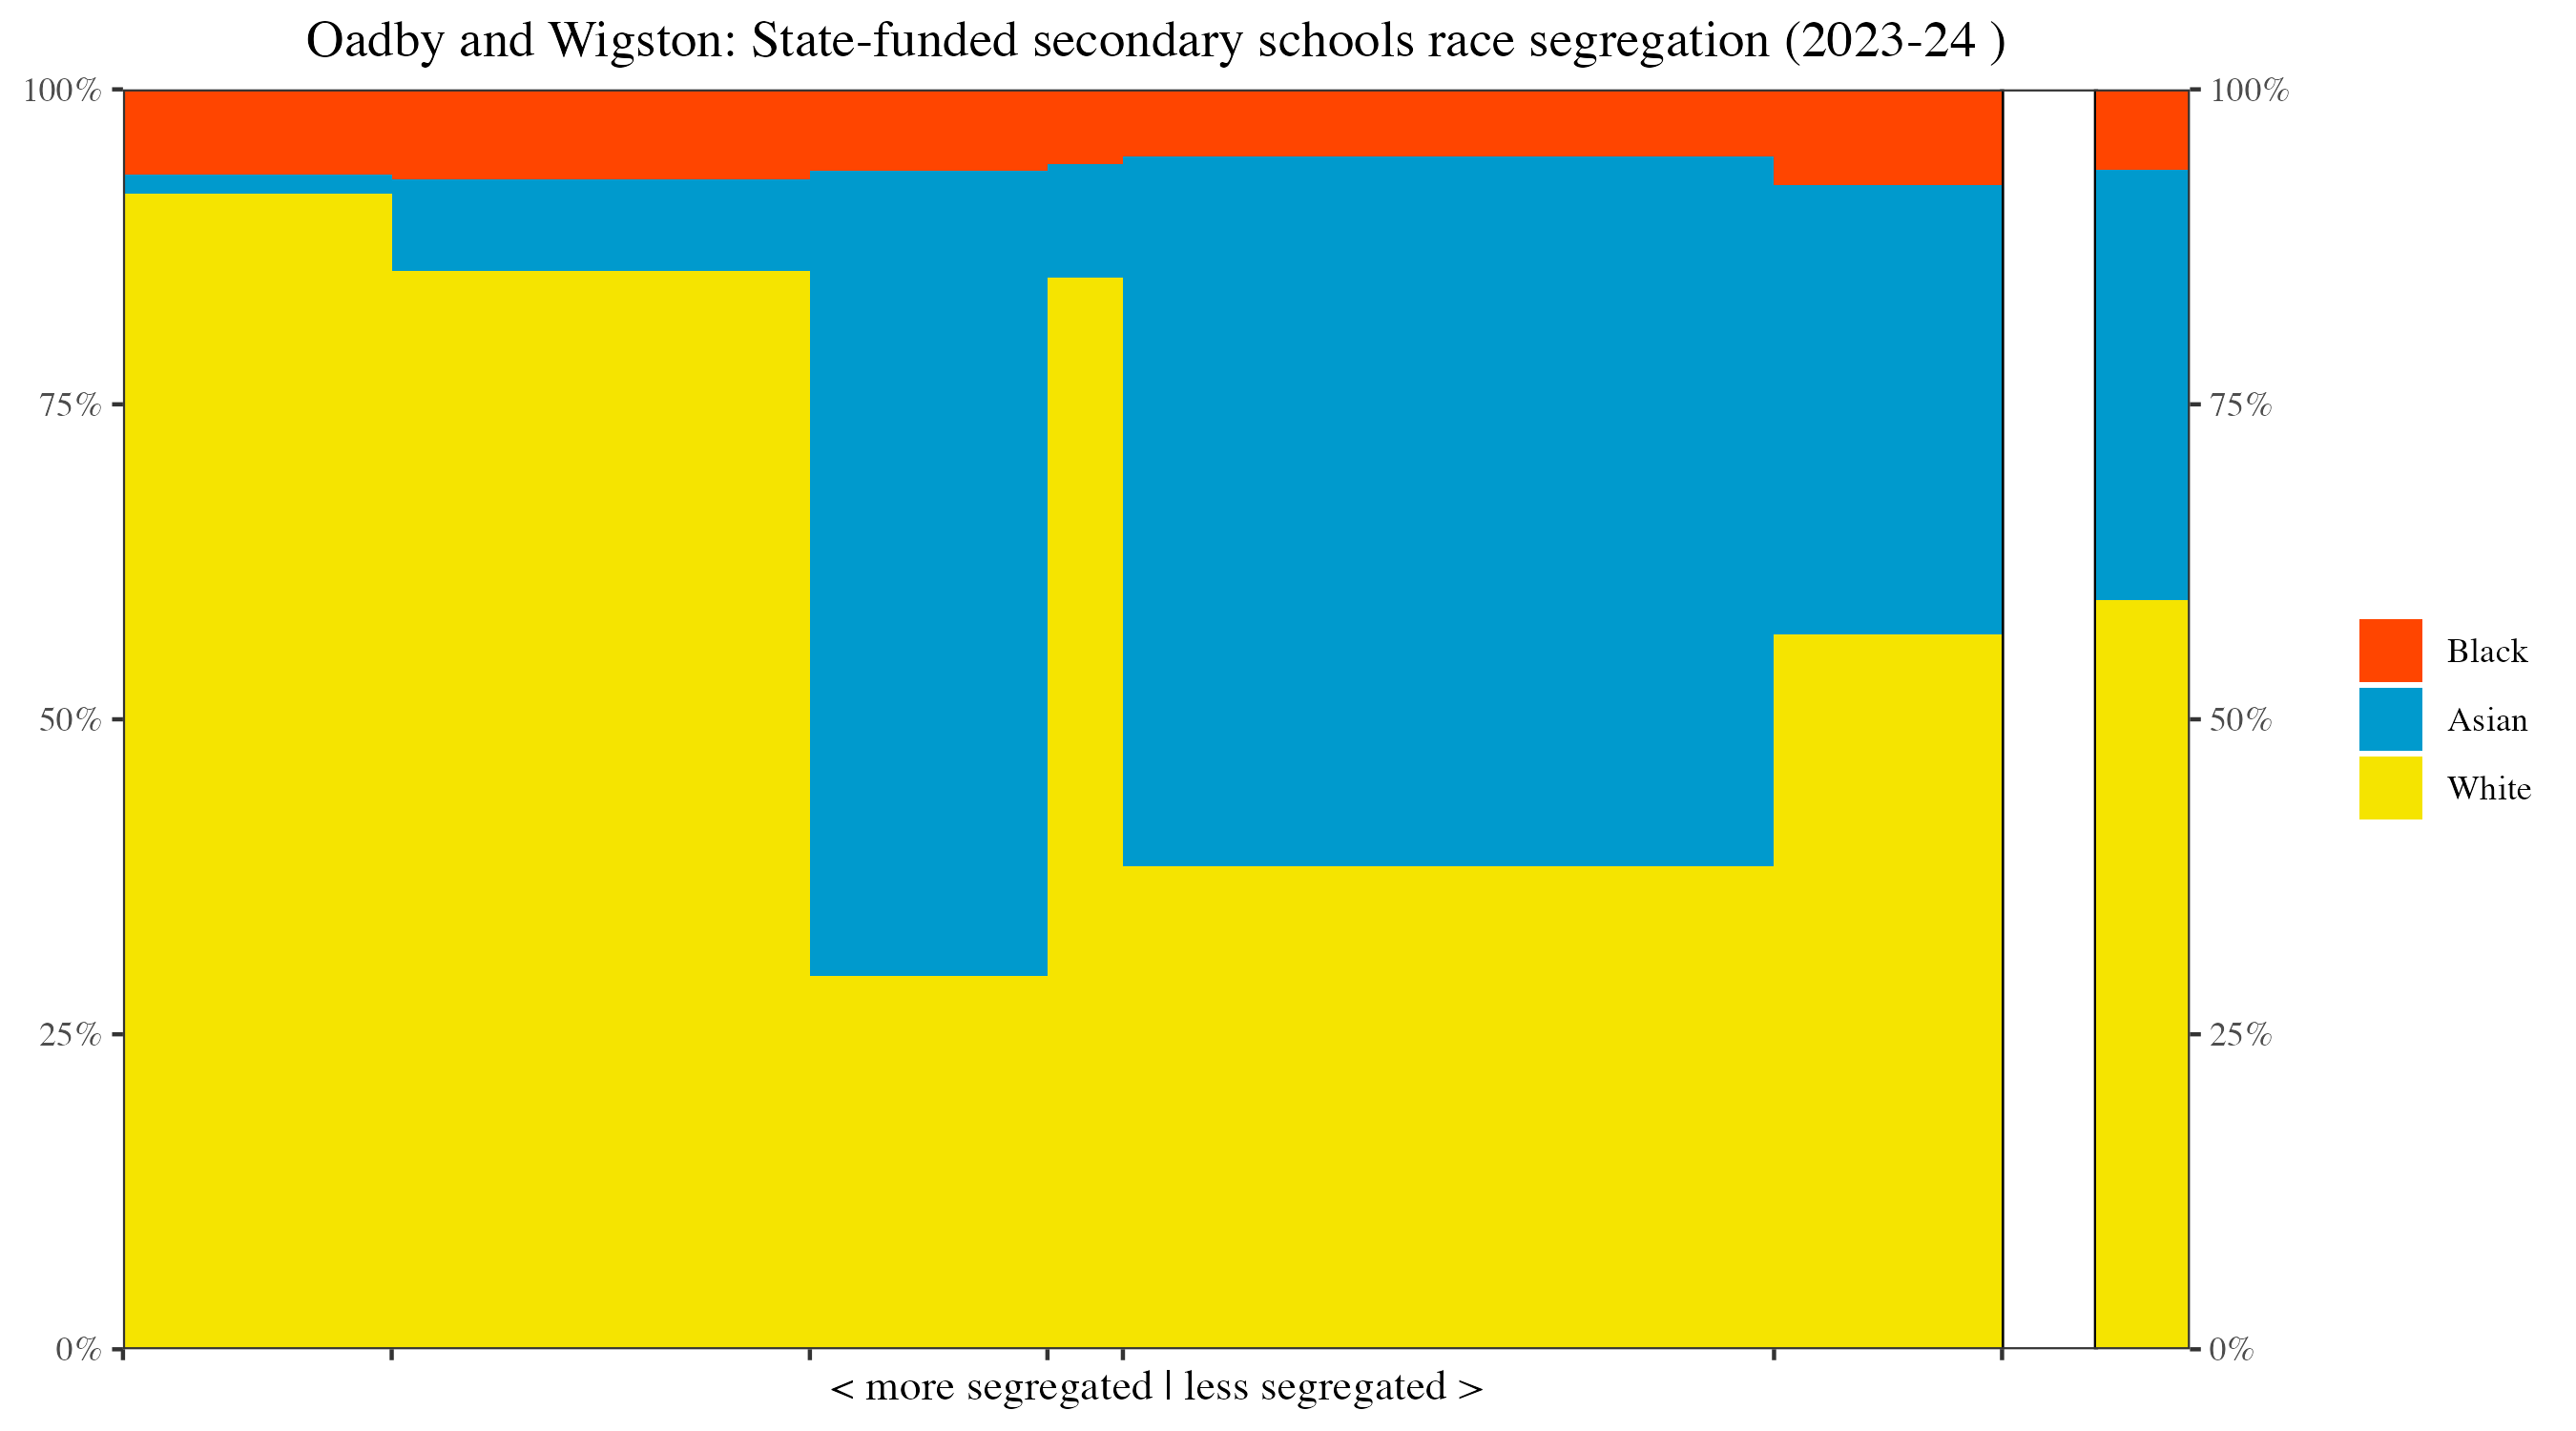 Oadby and Wigston: State-funded secondary schools race segregation (2023-24 )
100%
75%
50%
25%
0%
100%
75%
50%
25%
0%
< more segregated | less segregated >
Black
Asian
White